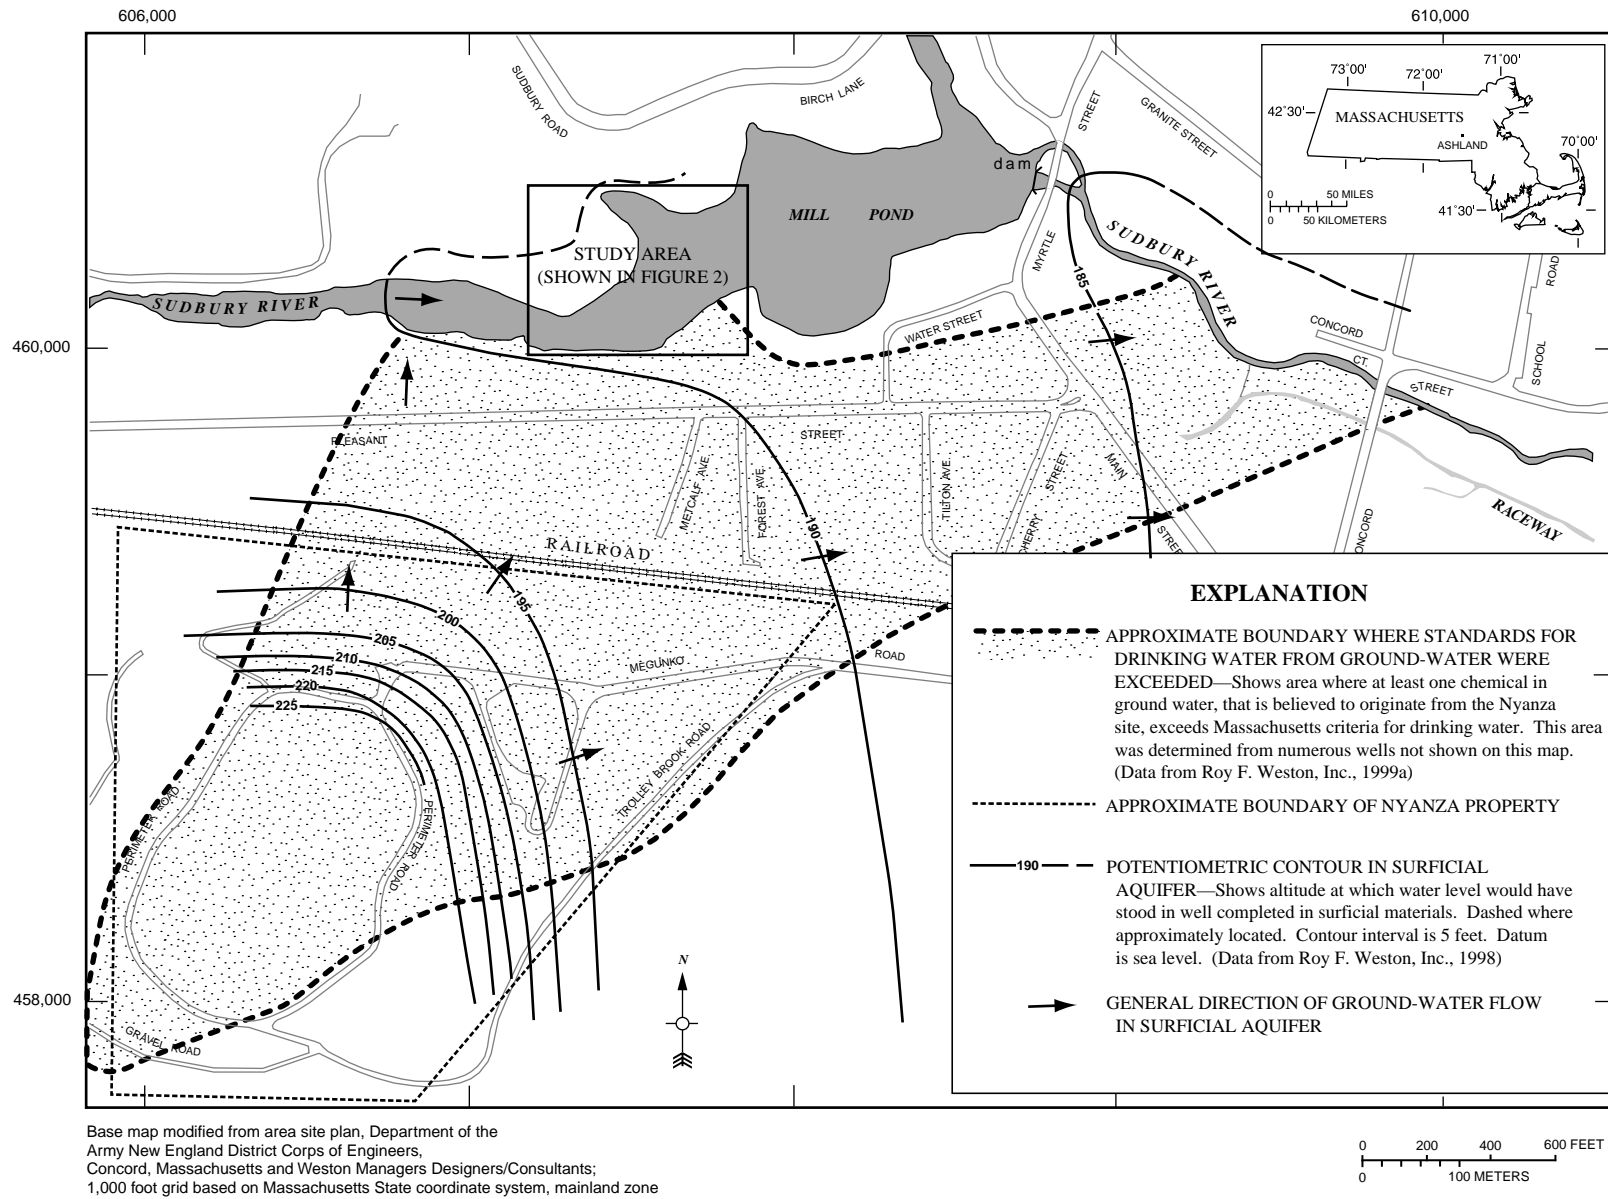 606,000
610,000
SUDBURY ROAD
BIRCH LANE
STREET
GRANITE STREET
73°00'
72°00'
71°00'
42°30'
MASSACHUSETTS
ASHLAND
70°00'
0 50 MILES
0 50 KILOMETERS
41°30'
dam
MILL POND
STUDY AREA
(SHOWN IN FIGURE 2)
SUDBURY RIVER
MYRTLE
185
SUDBURY RIVER
ROAD
SCHOOL
CONCORD
CT.
STREET
WATER STREET
460,000
PLEASANT
STREET
METCALF AVE.
FOREST AVE.
TILTON AVE.
CHERRY
STREET
MAIN
STREE
CONCORD
RACEWAY
190
RAILROAD
195
200
205
210
215
220
225
MEGUNKO
ROAD
TROLLEY BROOK ROAD
PERIMETER ROAD
PERIMETER ROAD
GRAVEL ROAD
458,000
N
EXPLANATION
APPROXIMATE BOUNDARY WHERE STANDARDS FOR
DRINKING WATER FROM GROUND-WATER WERE
EXCEEDED—Shows area where at least one chemical in
ground water, that is believed to originate from the Nyanza
site, exceeds Massachusetts criteria for drinking water. This area
was determined from numerous wells not shown on this map.
(Data from Roy F. Weston, Inc., 1999a)
APPROXIMATE BOUNDARY OF NYANZA PROPERTY
190
POTENTIOMETRIC CONTOUR IN SURFICIAL
AQUIFER—Shows altitude at which water level would have
stood in well completed in surficial materials. Dashed where
approximately located. Contour interval is 5 feet. Datum
is sea level. (Data from Roy F. Weston, Inc., 1998)
GENERAL DIRECTION OF GROUND-WATER FLOW
IN SURFICIAL AQUIFER
Base map modified from area site plan, Department of the
Army New England District Corps of Engineers,
Concord, Massachusetts and Weston Managers Designers/Consultants;
1,000 foot grid based on Massachusetts State coordinate system, mainland zone
0 200 400 600 FEET
0 100 METERS